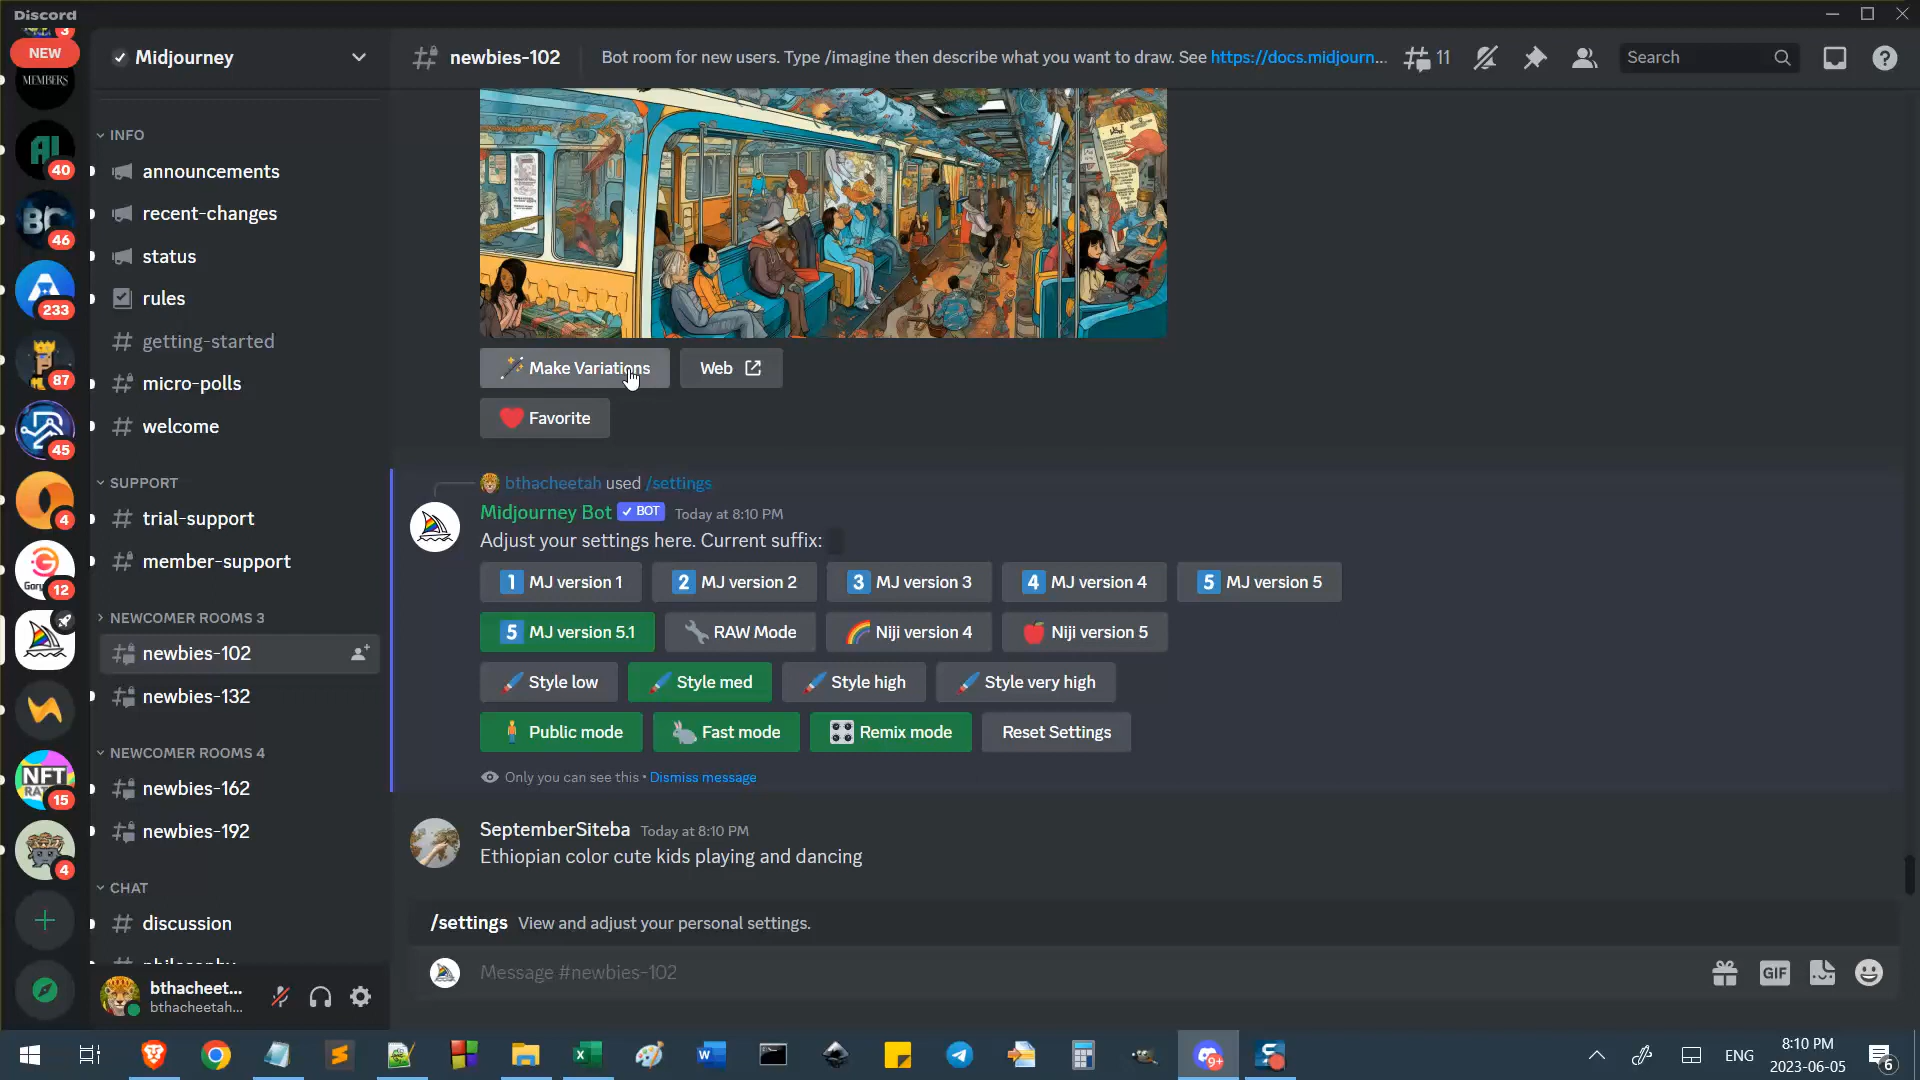 Discord
3
NEW
MEMBERS
AI
40
BC
46
233
87
45
4
12
NFT
15
4
Midjourney
INFO
announcements
recent-changes
status
rules
getting-started
micro-polls
welcome
SUPPORT
trial-support
member-support
NEWCOMER ROOMS 3
newbies-102
newbies-132
NEWCOMER ROOMS 4
newbies-162
newbies-192
CHAT
discussion
philosophy
bthacheet...
bthacheetah...
newbies-102
Bot room for new users. Type /imagine then describe what you want to draw. See https://docs.midjourn...
11
Search
Make Variations
Web
Favorite
bthacheetah used /settings
Midjourney Bot BOT Today at 8:10 PM
Adjust your settings here. Current suffix:
1 MJ version 1
2 MJ version 2
3 MJ version 3
4 MJ version 4
5 MJ version 5
5 MJ version 5.1
RAW Mode
Niji version 4
Niji version 5
Style low
Style med
Style high
Style very high
Public mode
Fast mode
Remix mode
Reset Settings
Only you can see this • Dismiss message
SeptemberSiteba Today at 8:10 PM
Ethiopian color cute kids playing and dancing
/settings View and adjust your personal settings.
Message #newbies-102
GIF
9+
ENG
8:10 PM
2023-06-05
6